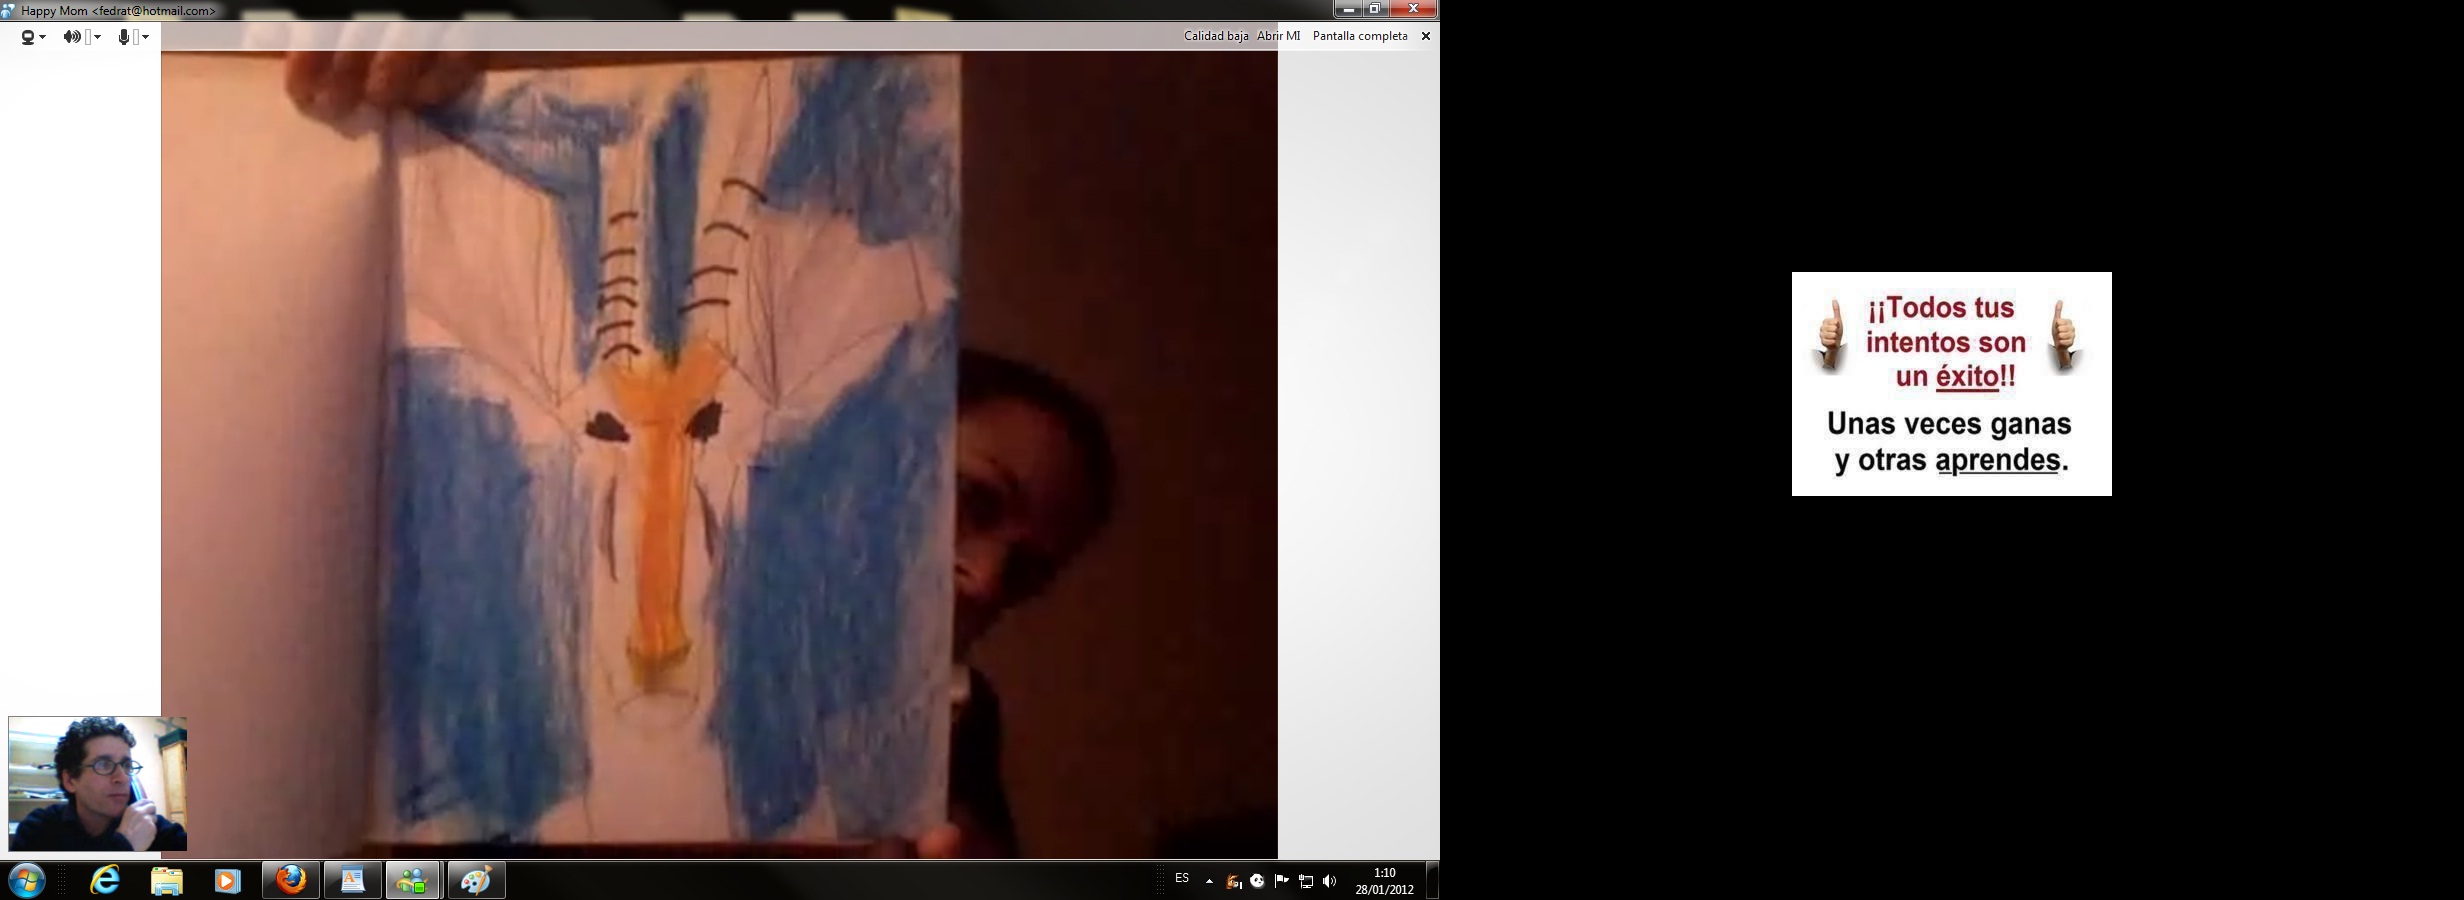 Happy Mom <fedrat@hotmail.com>
Calidad baja Abrir MI Pantalla completa
¡¡Todos tus
intentos son
un éxito!!
Unas veces ganas
y otras aprendes.
ES
1:10
28/01/2012